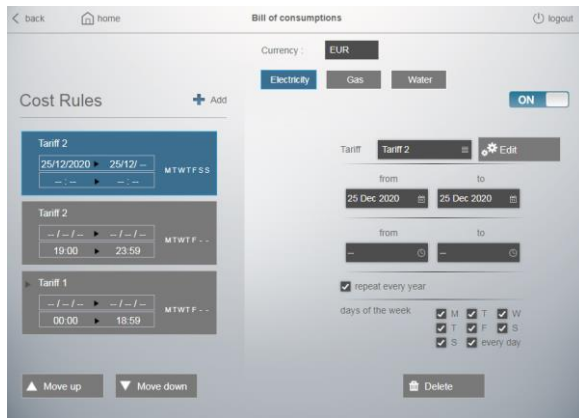 back home Bill of consumptions logout
Currency : EUR
Electricity Gas Water
Cost Rules Add
ON
Tariff 2
25/12/2020 25/12/ --
-- : -- -- : --
MTWTFSS
Tariff 2
-- / -- / -- -- / -- / --
19:00 23:59
MTWTF - -
Tariff 1
-- / -- / -- -- / -- / --
00:00 18:59
MTWTF - -
Move up Move down
Tariff Tariff 2 Edit
from to
25 Dec 2020 25 Dec 2020
from to
-- --
repeat every year
days of the week M T W
T F S
S every day
Delete